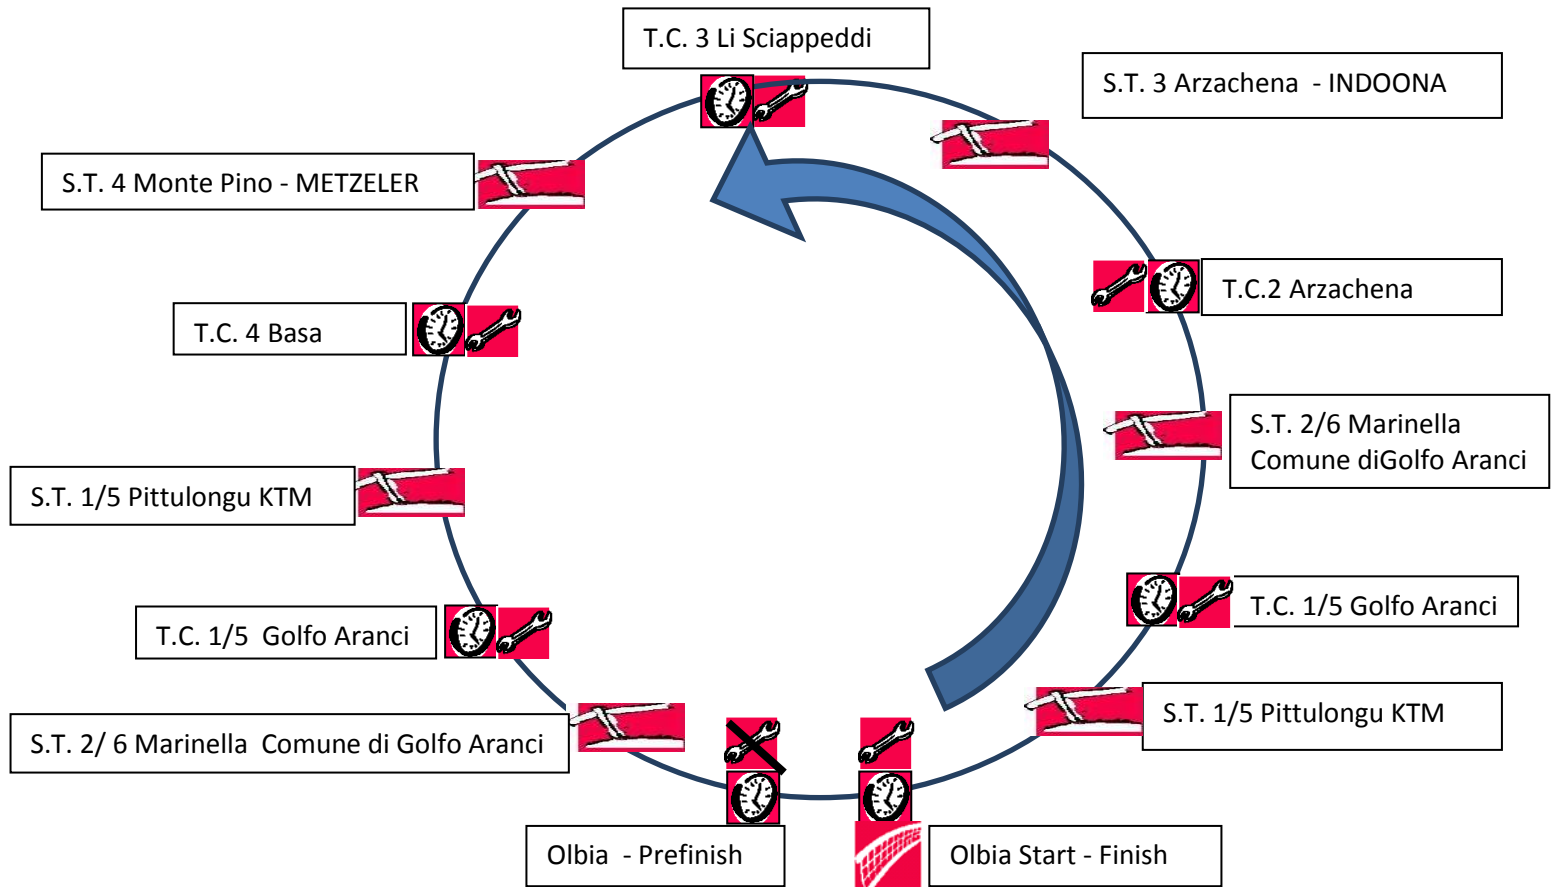 T.C. 3 Li Sciappeddi
S.T. 3 Arzachena - INDOONA
S.T. 4 Monte Pino - METZELER
T.C.2 Arzachena
T.C. 4 Basa
S.T. 2/6 Marinella
Comune diGolfo Aranci
S.T. 1/5 Pittulongu KTM
T.C. 1/5 Golfo Aranci
T.C. 1/5 Golfo Aranci
S.T. 1/5 Pittulongu KTM
S.T. 2/ 6 Marinella Comune di Golfo Aranci
Olbia - Prefinish
Olbia Start - Finish